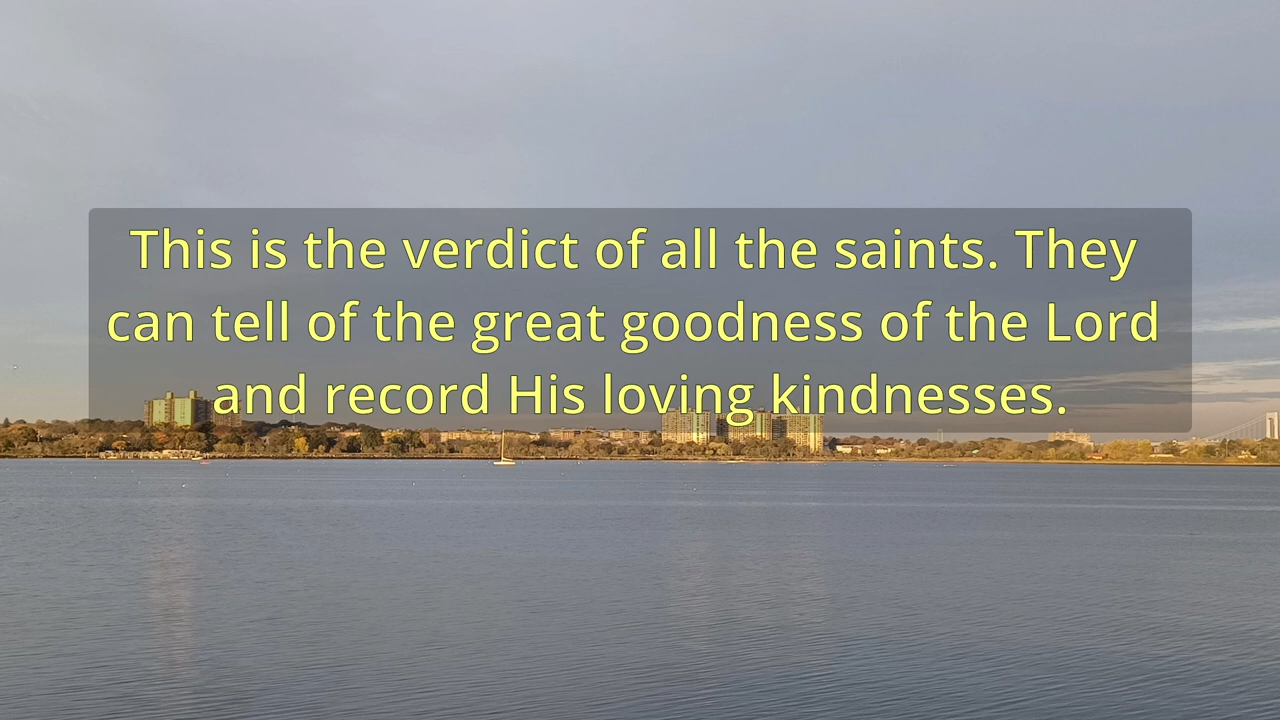 This is the verdict of all the saints. They
can tell of the great goodness of the Lord
and record His loving kindnesses.